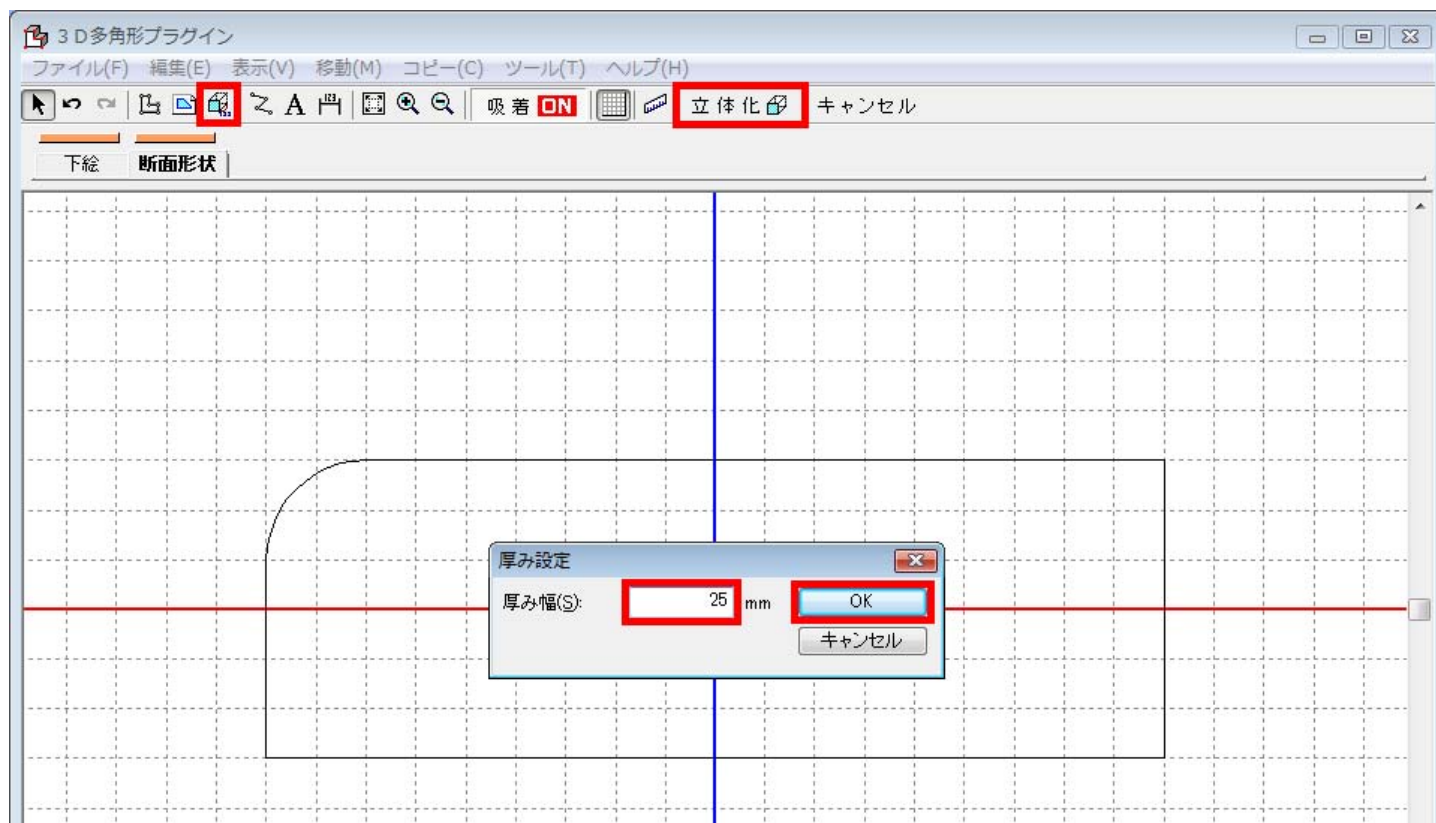 ３Ｄ多角形プラグイン
ファイル(F) 編集(E) 表示(V) 移動(M) コピー(C) ツール(T) ヘルプ(H)
A 吸着 ON 立体化 キャンセル
下絵 断面形状
厚み設定
厚み幅(S): 25 mm OK
キャンセル